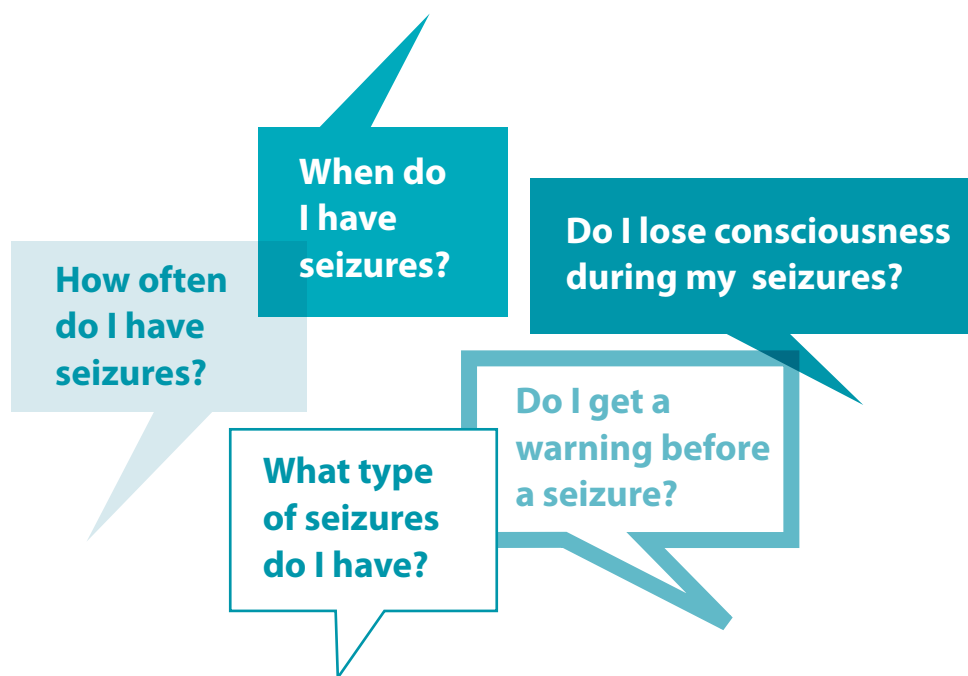 When do
I have
seizures?
Do I lose consciousness
during my  seizures?
How often
do I have
seizures?
Do I get a
warning before
a seizure?
What type
of seizures
do I have?